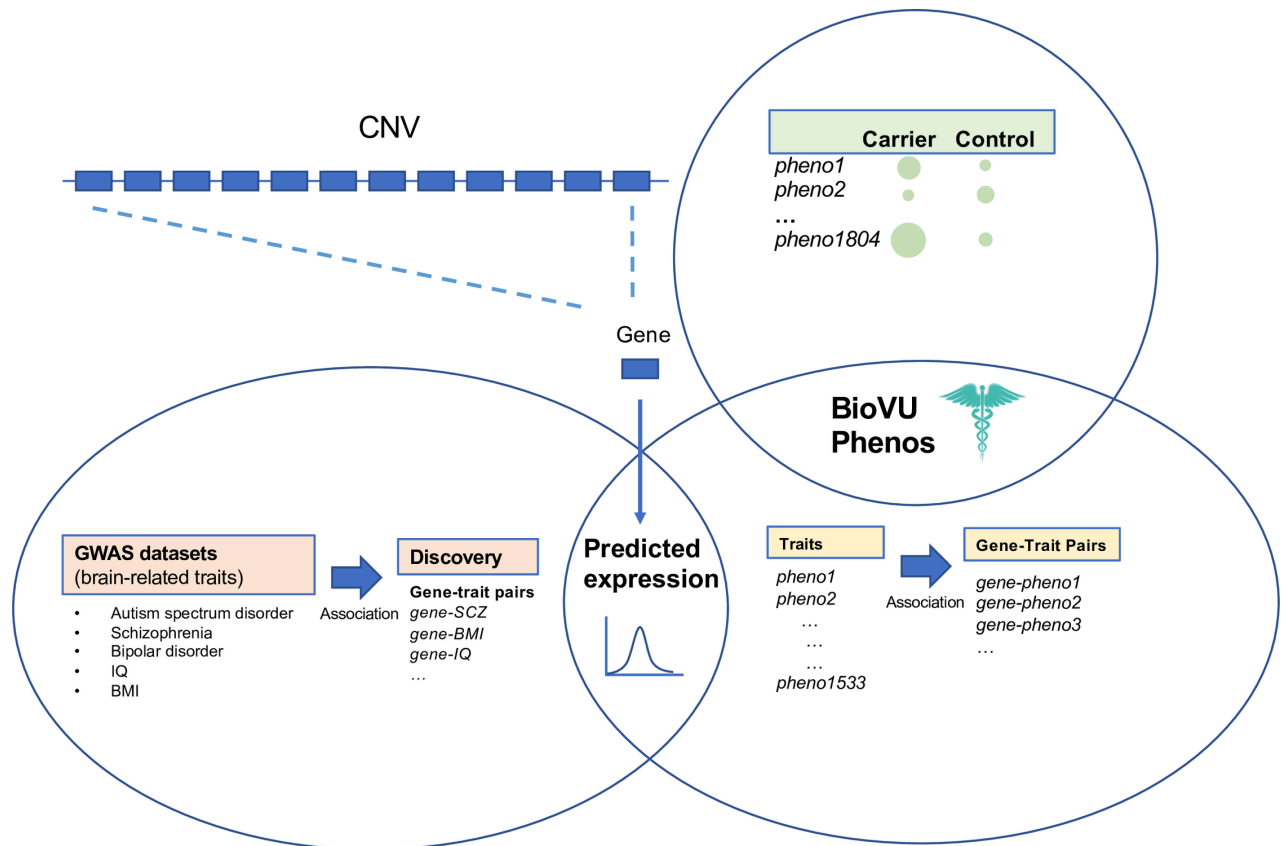 CNV
Carrier Control
pheno1
pheno2
...
pheno1804
Gene
BioVU
Phenos
GWAS datasets
(brain-related traits)
• Autism spectrum disorder
• Schizophrenia
• Bipolar disorder
• IQ
• BMI
Association
Discovery
Gene-trait pairs
gene-SCZ
gene-BMI
gene-IQ
...
Predicted
expression
Traits
pheno1
pheno2
...
...
...
pheno1533
Association
Gene-Trait Pairs
gene-pheno1
gene-pheno2
gene-pheno3
...